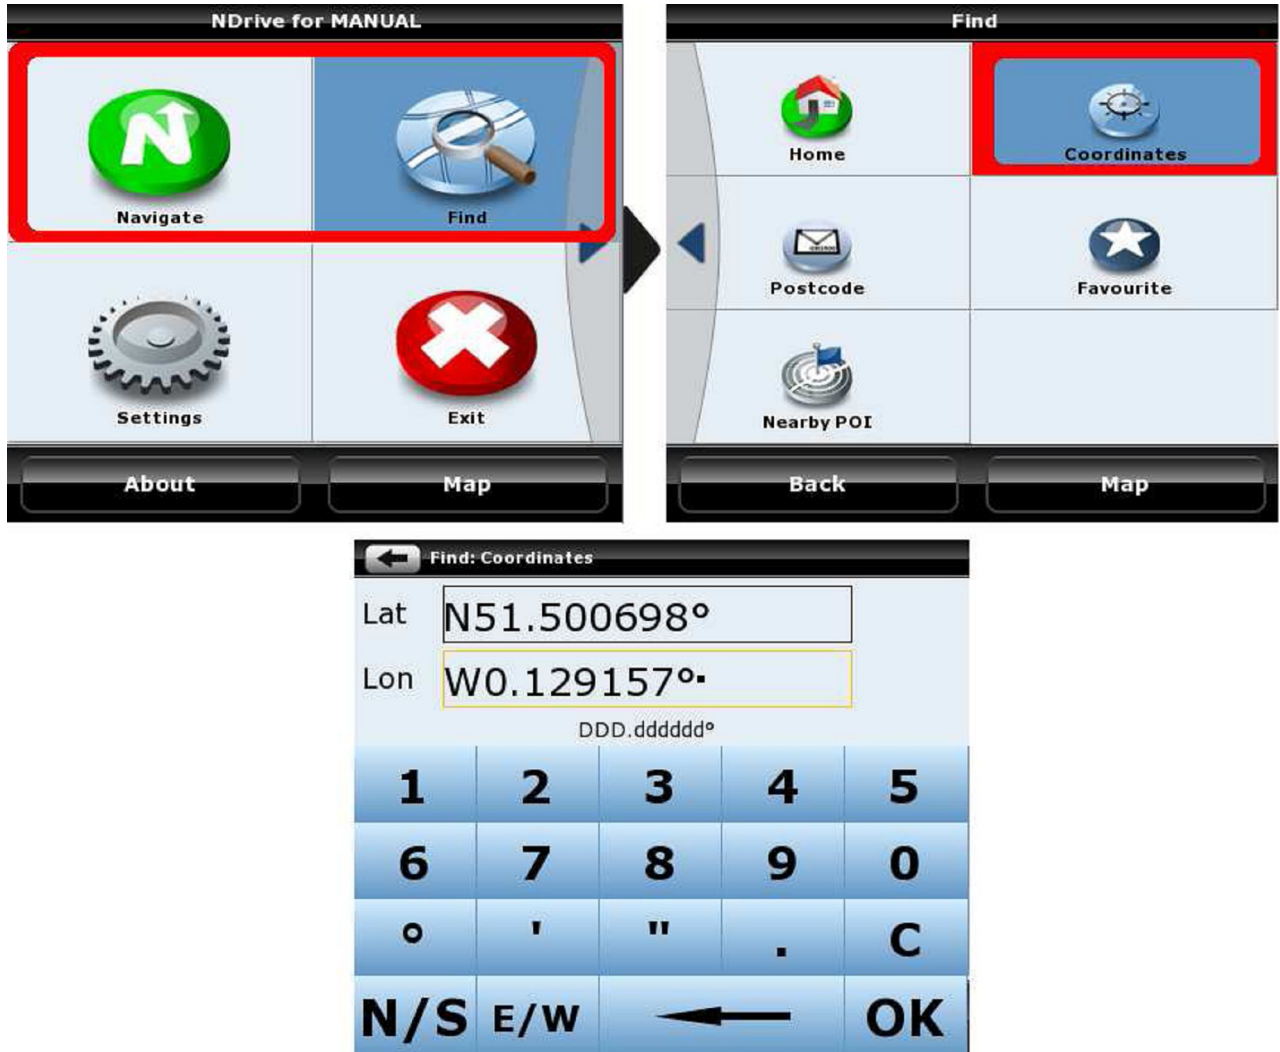 NDrive for MANUAL
N
Navigate
Find
Settings
Exit
About
Map
Find
Home
Coordinates
Postcode
Favourite
Nearby POI
Back
Map
Find: Coordinates
Lat N51.500698°
Lon W0.129157°
DDD.dddddd°
1 2 3 4 5
6 7 8 9 0
° ' " . C
N/S E/W OK